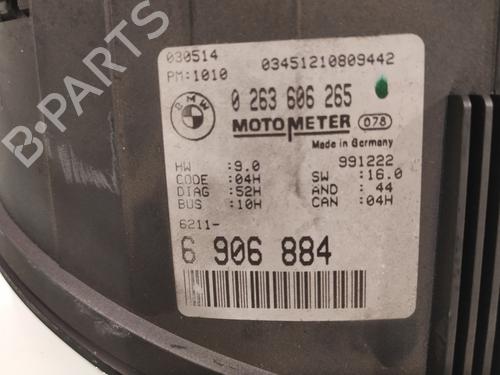 030514 03451210809442
PM:1010
BMW
0 263 606 265
MOTOMETER 078
Made in Germany
HW :9.0 991222
CODE :04H SW :16.0
DIAG :52H AND : 44
BUS :10H CAN :04H
6211-
6 906 884
B-PARTS